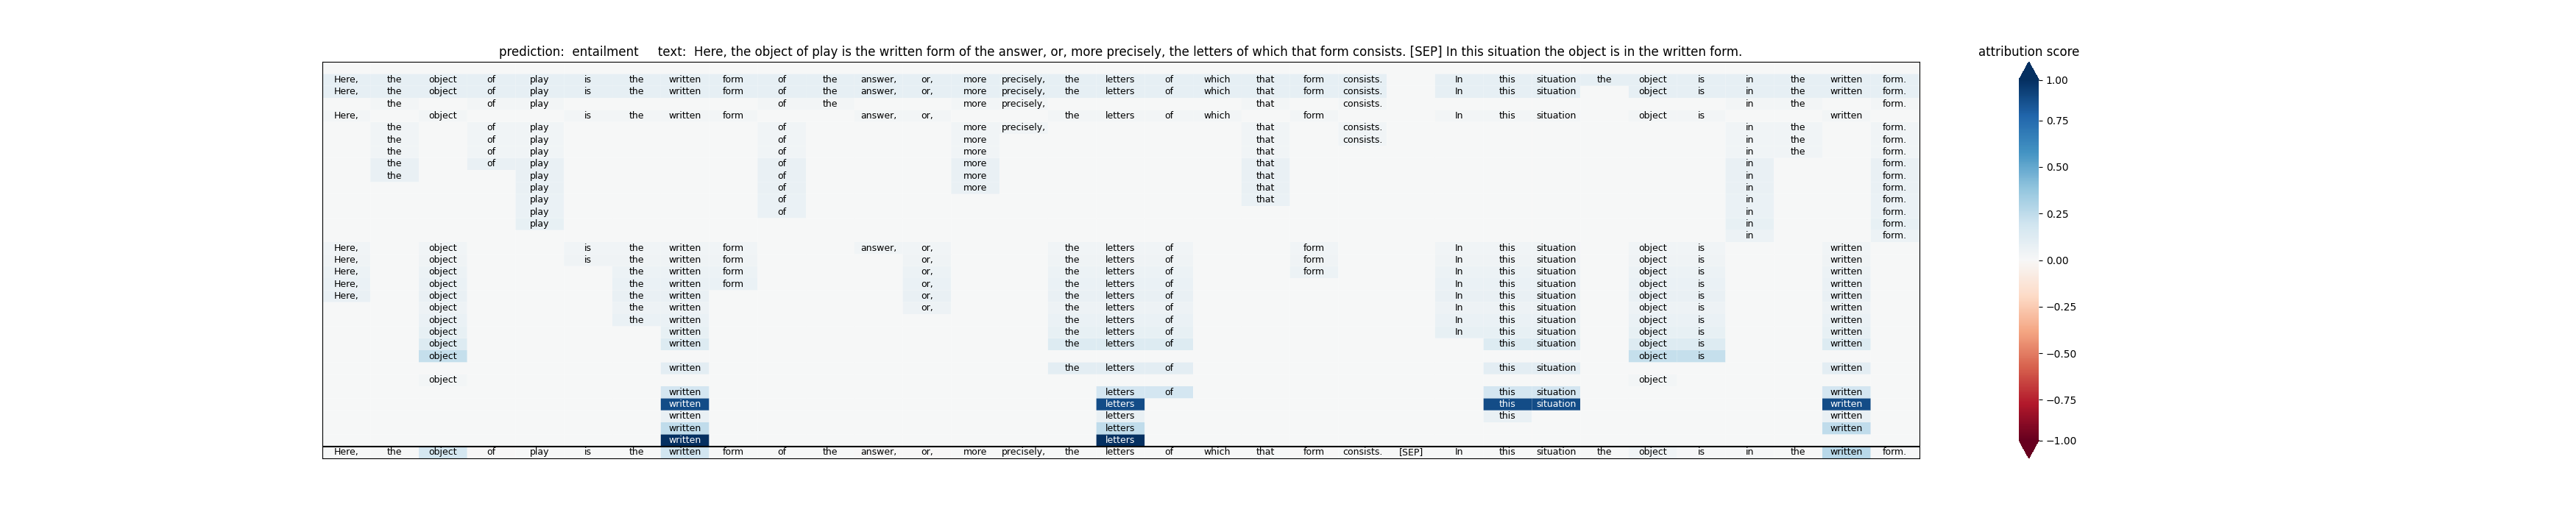 prediction: entailment text: Here, the object of play is the written form of the answer, or, more precisely, the letters of which that form consists. [SEP] In this situation the object is in the written form.
attribution score
Here, the object of play is the written form of the answer, or, more precisely, the letters of which that form consists. In this situation the object is in the written form.
Here, the object of play is the written form of the answer, or, more precisely, the letters of which that form consists. In this situation object is in the written form.
the of play of the more precisely, that consists. in the form.
Here, object is the written form answer, or, the letters of which form In this situation object is written
the of play of more precisely, that consists. in the form.
the of play of more that consists. in the form.
the of play of more that in the form.
the of play of more that in form.
the play of more that in form.
play of more that in form.
play of that in form.
play of in form.
play in form.
in form.
Here, object is the written form answer, or, the letters of form In this situation object is written
Here, object is the written form or, the letters of form In this situation object is written
Here, object the written form or, the letters of form In this situation object is written
Here, object the written form or, the letters of In this situation object is written
Here, object the written or, the letters of In this situation object is written
object the written or, the letters of In this situation object is written
object the written the letters of In this situation object is written
object written the letters of In this situation object is written
object written the letters of this situation object is written
object object is
written the letters of this situation written
object object
written letters of this situation written
written letters this situation written
written letters this written
written letters written
written letters
Here, the object of play is the written form of the answer, or, more precisely, the letters of which that form consists. [SEP] In this situation the object is in the written form.
1.00
0.75
0.50
0.25
0.00
−0.25
−0.50
−0.75
−1.00